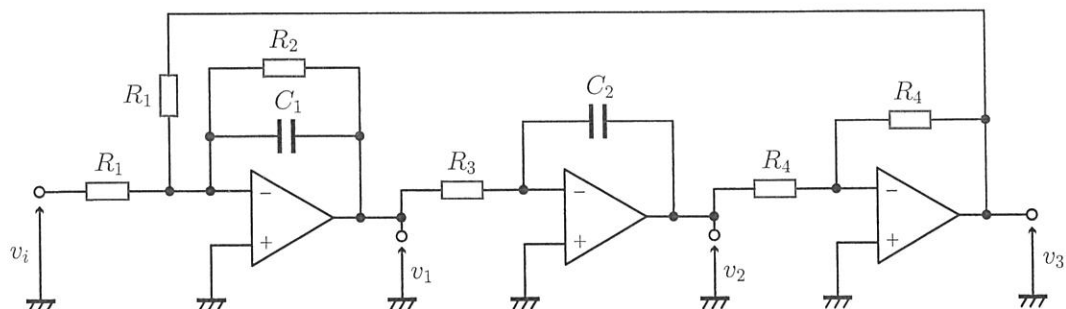 R₂
R₁
C₁
C₂
R₄
R₁
R₃
R₄
−
−
−
+
+
+
vᵢ
v₁
v₂
v₃